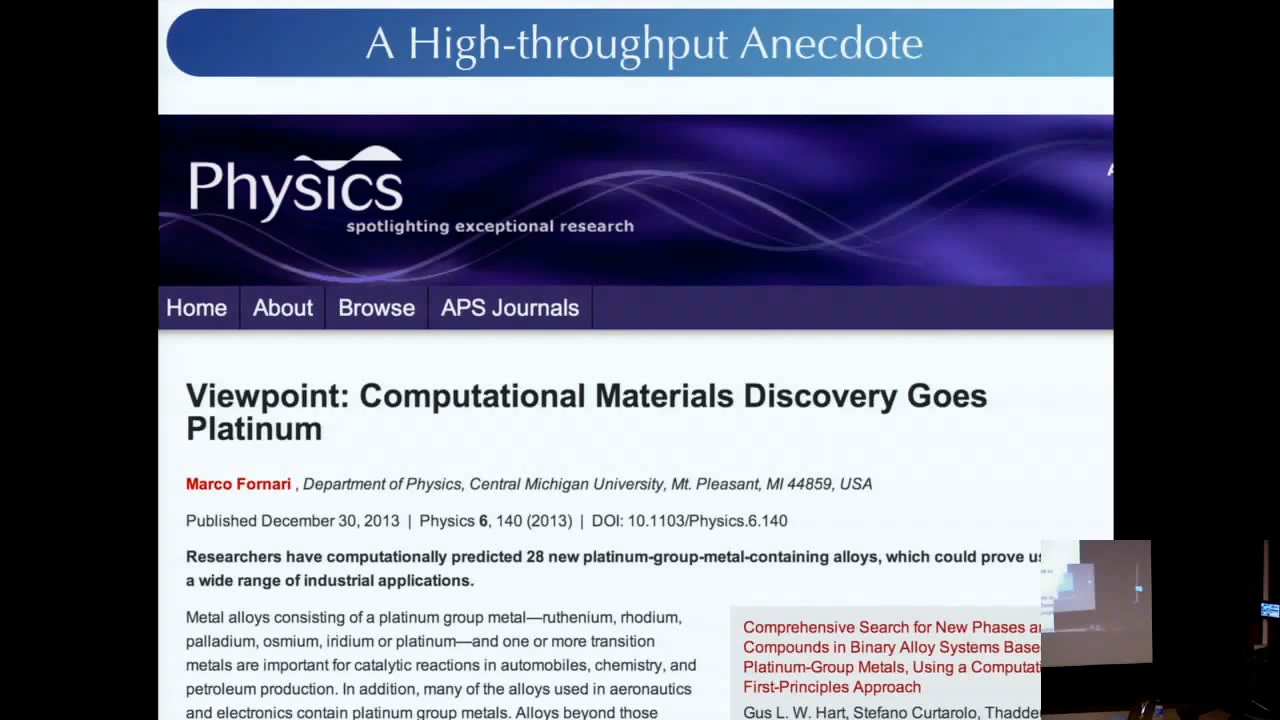 A High-throughput Anecdote
Physics
spotlighting exceptional research
Home About Browse APS Journals
Viewpoint: Computational Materials Discovery Goes
Platinum
Marco Fornari , Department of Physics, Central Michigan University, Mt. Pleasant, MI 44859, USA
Published December 30, 2013 | Physics 6, 140 (2013) | DOI: 10.1103/Physics.6.140
Researchers have computationally predicted 28 new platinum-group-metal-containing alloys, which could prove
a wide range of industrial applications.
Metal alloys consisting of a platinum group metal—ruthenium, rhodium,
palladium, osmium, iridium or platinum—and one or more transition
metals are important for catalytic reactions in automobiles, chemistry, and
petroleum production. In addition, many of the alloys used in aeronautics
and electronics contain platinum group metals. Alloys beyond those
Comprehensive Search for New Phases
Compounds in Binary Alloy Systems
Platinum-Group Metals, Using a
First-Principles Approach
Gus L. W. Hart, Stefano Curtarolo,